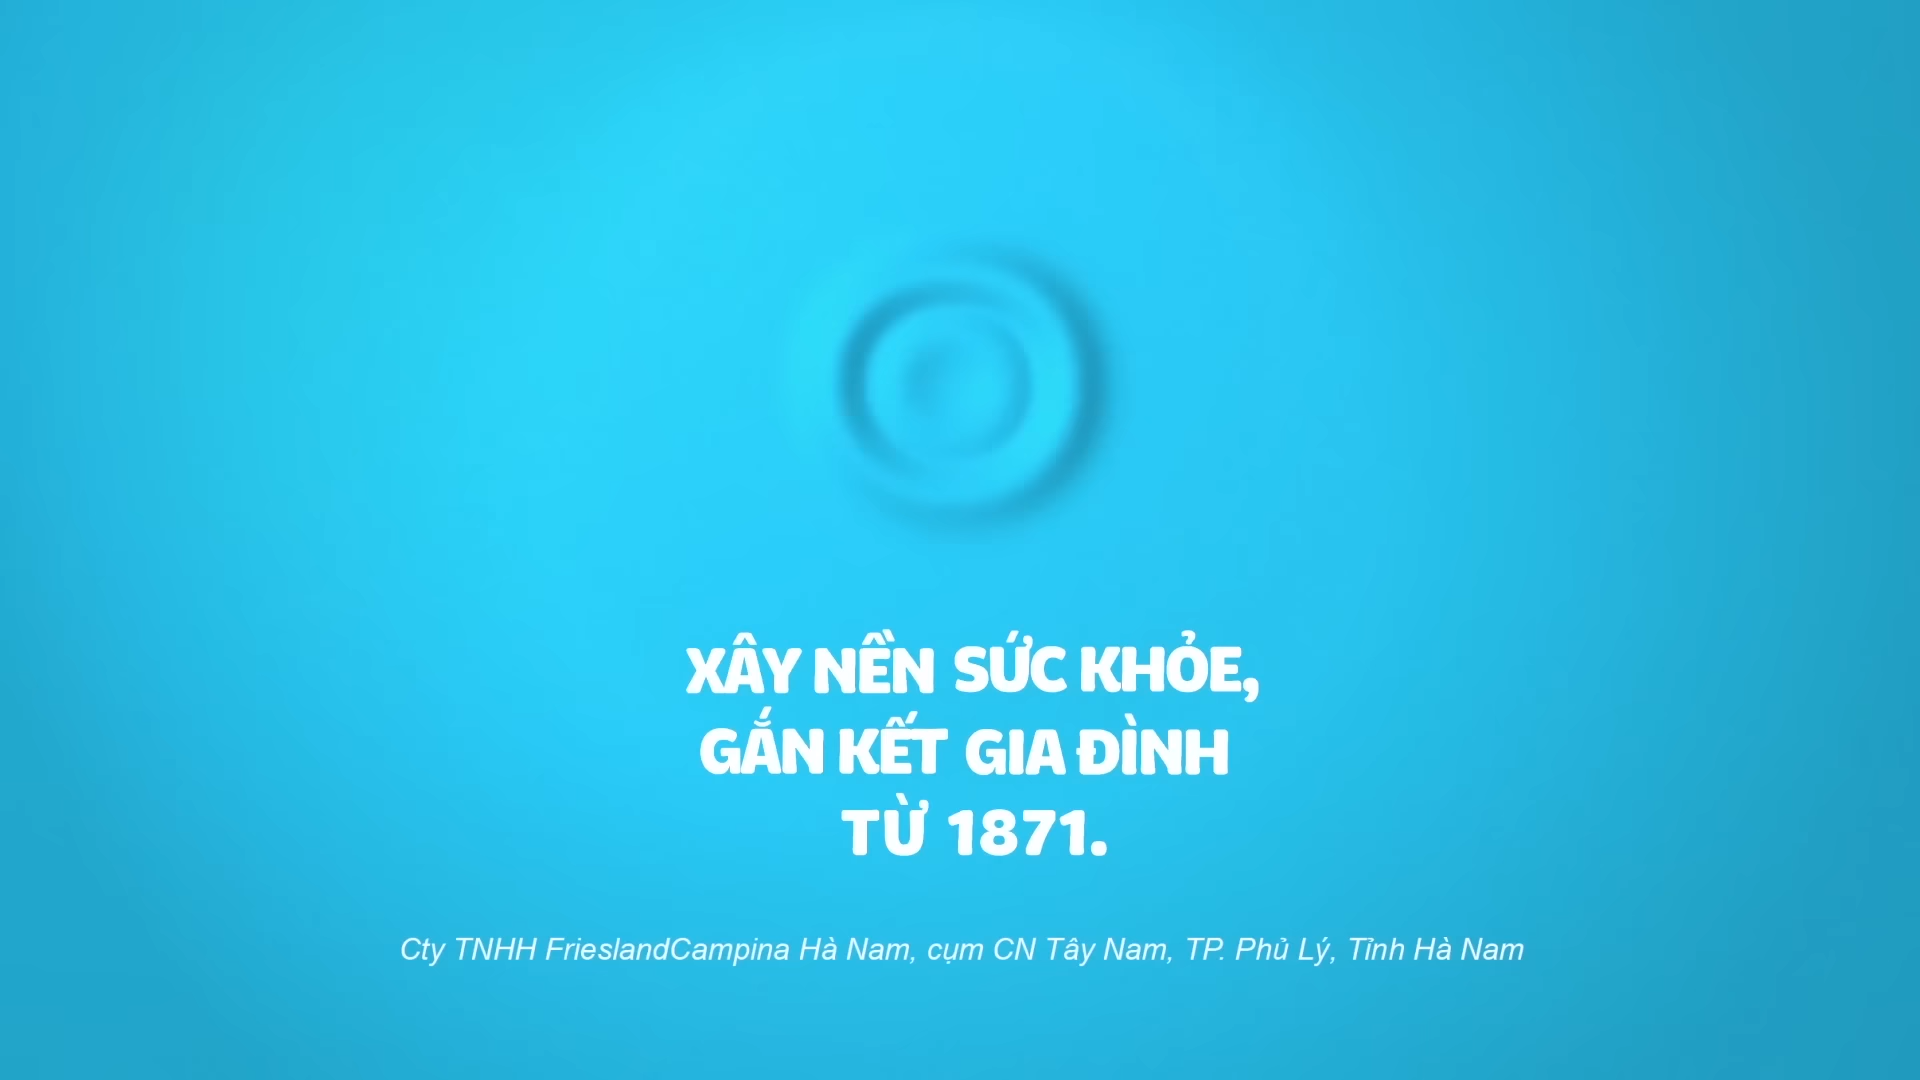 XÂY NỀN SỨC KHỎE,
GẮN KẾT GIA ĐÌNH
TỪ 1871.
Cty TNHH FrieslandCampina Hà Nam, cụm CN Tây Nam, TP. Phủ Lý, Tỉnh Hà Nam